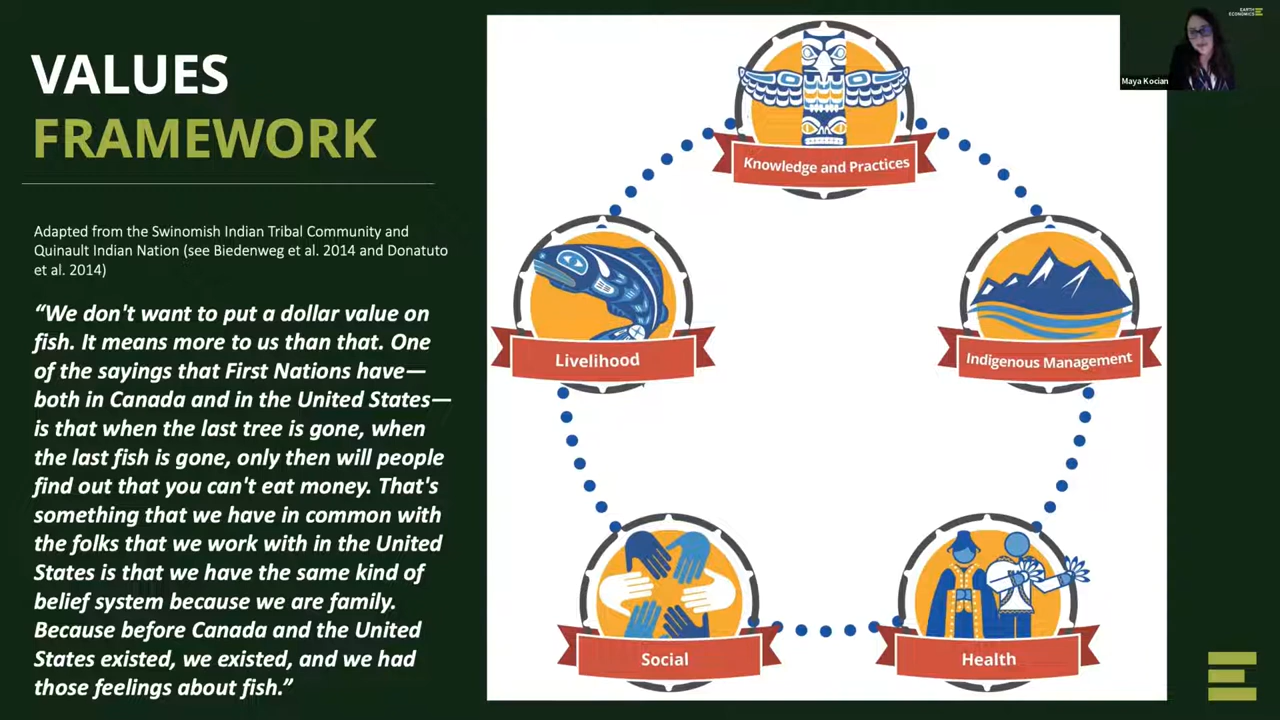 VALUES
FRAMEWORK
Adapted from the Swinomish Indian Tribal Community and
Quinault Indian Nation (see Biedenweg et al. 2014 and Donatuto
et al. 2014)
“We don't want to put a dollar value on
fish. It means more to us than that. One
of the sayings that First Nations have—
both in Canada and in the United States—
is that when the last tree is gone, when
the last fish is gone, only then will people
find out that you can't eat money. That's
something that we have in common with
the folks that we work with in the United
States is that we have the same kind of
belief system because we are family.
Because before Canada and the United
States existed, we existed, and we had
those feelings about fish.”
Knowledge and Practices
Livelihood
Indigenous Management
Social
Health
Maya Kocian
EARTH
ECONOMICS